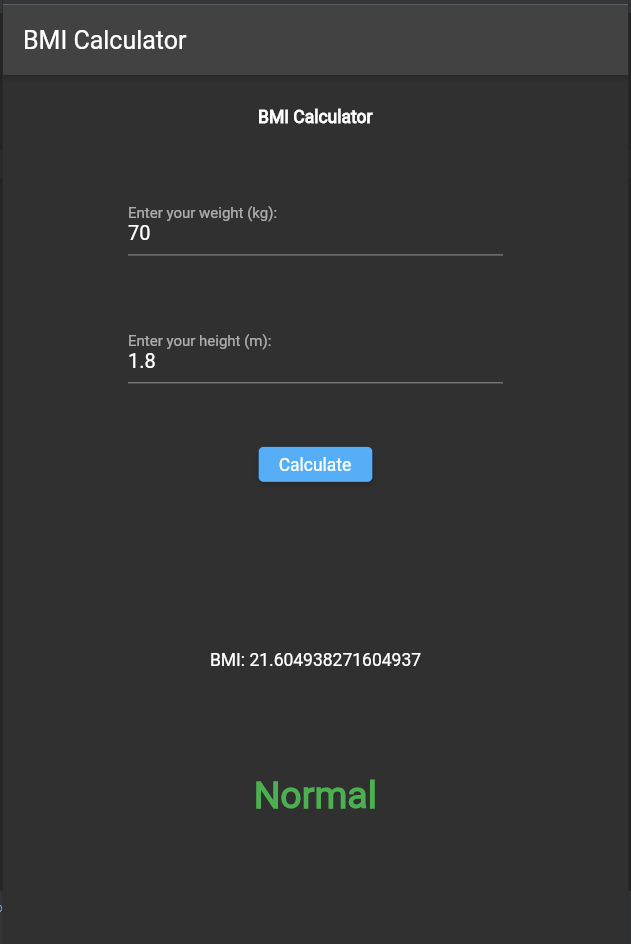 BMI Calculator
BMI Calculator
Enter your weight (kg):
70
Enter your height (m):
1.8
Calculate
BMI: 21.604938271604937
Normal